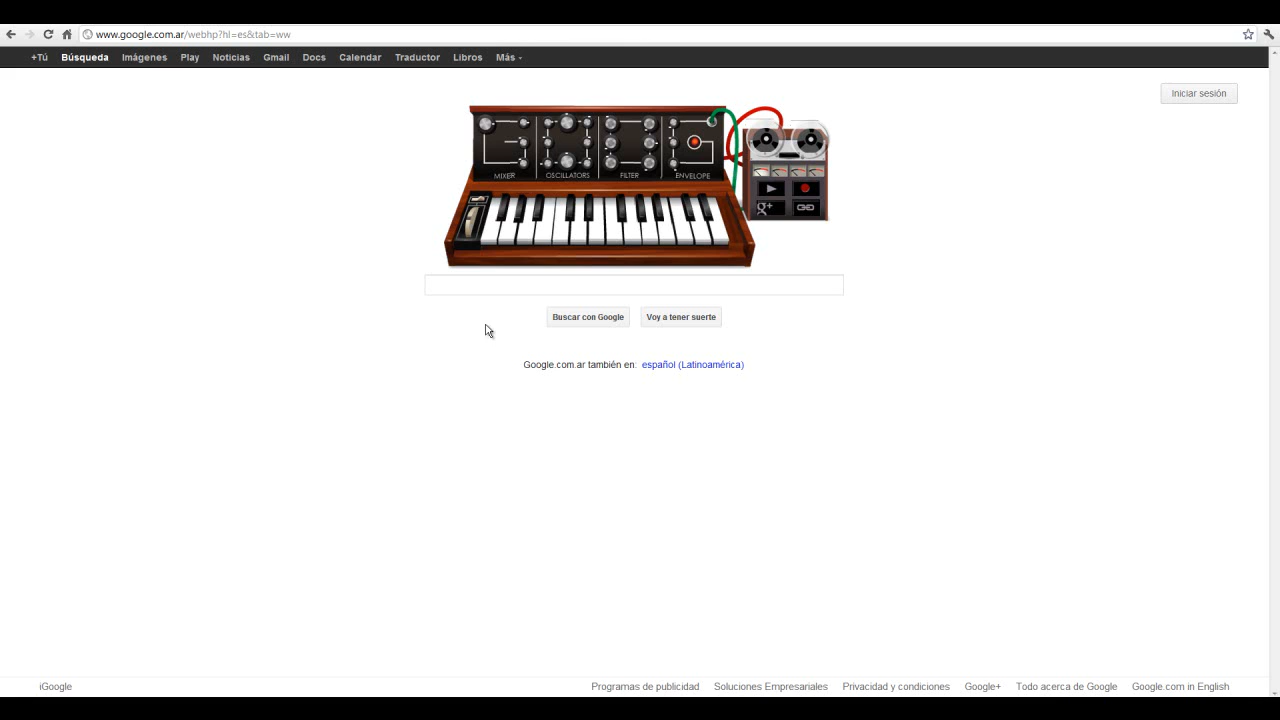 www.google.com.ar/webhp?hl=es&tab=ww
+Tú Búsqueda Imágenes Play Noticias Gmail Docs Calendar Traductor Libros Más
Iniciar sesión
MIXER OSCILLATORS FILTER ENVELOPE
g+
Buscar con Google Voy a tener suerte
Google.com.ar también en: español (Latinoamérica)
iGoogle Programas de publicidad Soluciones Empresariales Privacidad y condiciones Google+ Todo acerca de Google Google.com in English